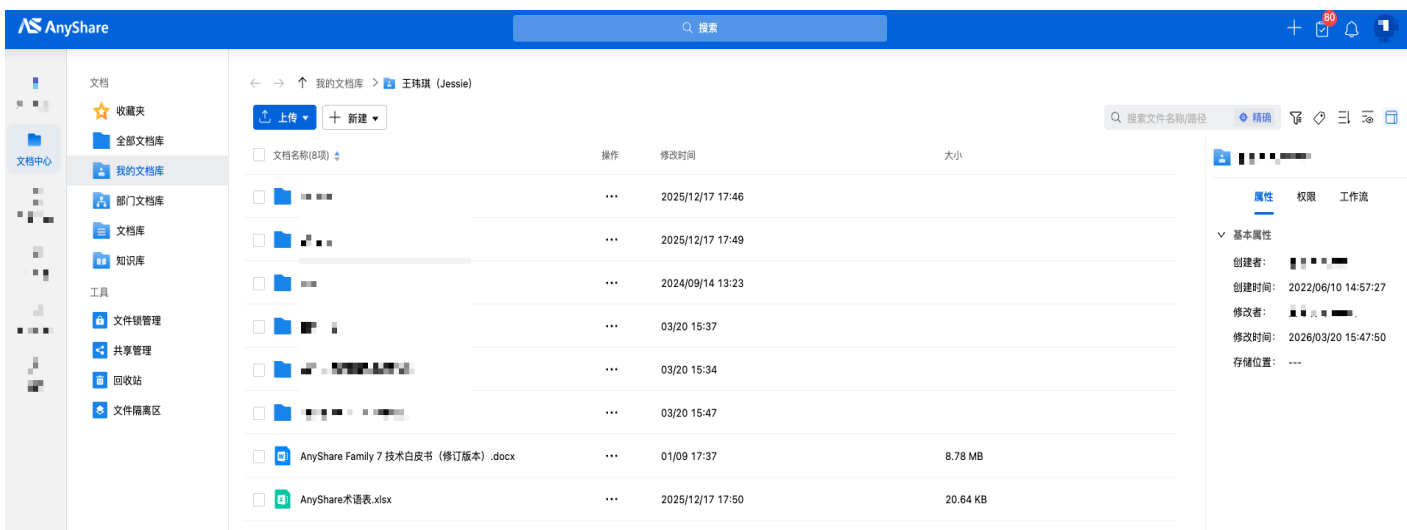 AnyShare
搜索
80
文档中心
文档
收藏夹
全部文档库
我的文档库
部门文档库
文档库
知识库
工具
文件锁管理
共享管理
回收站
文件隔离区
我的文档库 > 王玮琪（Jessie）
上传 新建
搜索文件名称/路径 精确
文档名称(8项) 操作 修改时间 大小
2025/12/17 17:46
2025/12/17 17:49
2024/09/14 13:23
03/20 15:37
03/20 15:34
03/20 15:47
AnyShare Family 7 技术白皮书（修订版本）.docx 01/09 17:37 8.78 MB
AnyShare术语表.xlsx 2025/12/17 17:50 20.64 KB
属性 权限 工作流
基本属性
创建者:
创建时间: 2022/06/10 14:57:27
修改者:
修改时间: 2026/03/20 15:47:50
存储位置: ---